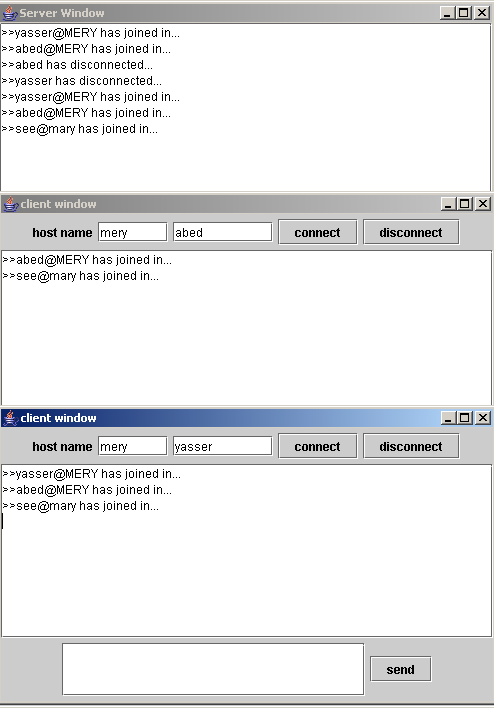 Server Window
>>yasser@MERY has joined in...
>>abed@MERY has joined in...
>>abed has disconnected...
>>yasser has disconnected...
>>yasser@MERY has joined in...
>>abed@MERY has joined in...
>>see@mary has joined in...
client window
host name mery abed connect disconnect
>>abed@MERY has joined in...
>>see@mary has joined in...
client window
host name mery yasser connect disconnect
>>yasser@MERY has joined in...
>>abed@MERY has joined in...
>>see@mary has joined in...
send